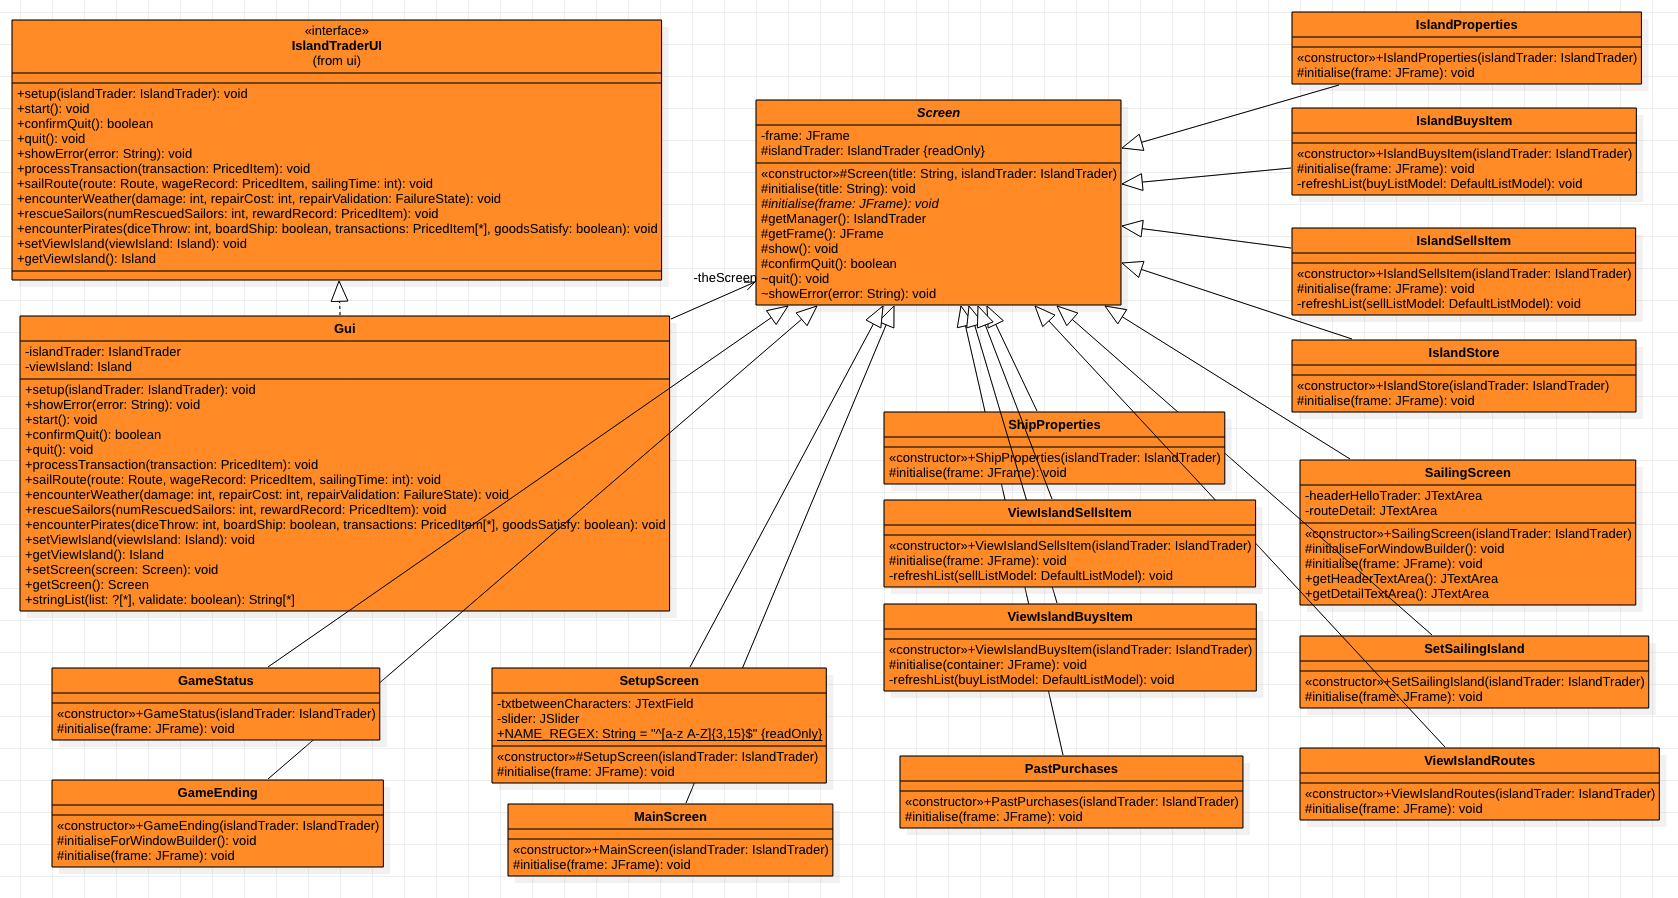 «interface»
IslandTraderUI
(from ui)
+setup(islandTrader: IslandTrader): void
+start(): void
+confirmQuit(): boolean
+quit(): void
+showError(error: String): void
+processTransaction(transaction: PricedItem): void
+sailRoute(route: Route, wageRecord: PricedItem, sailingTime: int): void
+encounterWeather(damage: int, repairCost: int, repairValidation: FailureState): void
+rescueSailors(numRescuedSailors: int, rewardRecord: PricedItem): void
+encounterPirates(diceThrow: int, boardShip: boolean, transactions: PricedItem[*], goodsSatisfy: boolean): void
+setViewIsland(viewIsland: Island): void
+getViewIsland(): Island
Gui
-islandTrader: IslandTrader
-viewIsland: Island
+setup(islandTrader: IslandTrader): void
+showError(error: String): void
+start(): void
+confirmQuit(): boolean
+quit(): void
+processTransaction(transaction: PricedItem): void
+sailRoute(route: Route, wageRecord: PricedItem, sailingTime: int): void
+encounterWeather(damage: int, repairCost: int, repairValidation: FailureState): void
+rescueSailors(numRescuedSailors: int, rewardRecord: PricedItem): void
+encounterPirates(diceThrow: int, boardShip: boolean, transactions: PricedItem[*], goodsSatisfy: boolean): void
+setViewIsland(viewIsland: Island): void
+getViewIsland(): Island
+setScreen(screen: Screen): void
+getScreen(): Screen
+stringList(list: ?[*], validate: boolean): String[*]
-theScreen
Screen
-frame: JFrame
#islandTrader: IslandTrader {readOnly}
«constructor»#Screen(title: String, islandTrader: IslandTrader)
#initialise(title: String): void
#initialise(frame: JFrame): void
#getManager(): IslandTrader
#getFrame(): JFrame
#show(): void
#confirmQuit(): boolean
~quit(): void
~showError(error: String): void
IslandProperties
«constructor»+IslandProperties(islandTrader: IslandTrader)
#initialise(frame: JFrame): void
IslandBuysItem
«constructor»+IslandBuysItem(islandTrader: IslandTrader)
#initialise(frame: JFrame): void
-refreshList(buyListModel: DefaultListModel): void
IslandSellsItem
«constructor»+IslandSellsItem(islandTrader: IslandTrader)
#initialise(frame: JFrame): void
-refreshList(sellListModel: DefaultListModel): void
IslandStore
«constructor»+IslandStore(islandTrader: IslandTrader)
#initialise(frame: JFrame): void
ShipProperties
«constructor»+ShipProperties(islandTrader: IslandTrader)
#initialise(frame: JFrame): void
ViewIslandSellsItem
«constructor»+ViewIslandSellsItem(islandTrader: IslandTrader)
#initialise(frame: JFrame): void
-refreshList(sellListModel: DefaultListModel): void
ViewIslandBuysItem
«constructor»+ViewIslandBuysItem(islandTrader: IslandTrader)
#initialise(container: JFrame): void
-refreshList(buyListModel: DefaultListModel): void
PastPurchases
«constructor»+PastPurchases(islandTrader: IslandTrader)
#initialise(frame: JFrame): void
SailingScreen
-headerHelloTrader: JTextArea
-routeDetail: JTextArea
«constructor»+SailingScreen(islandTrader: IslandTrader)
#initialiseForWindowBuilder(): void
#initialise(frame: JFrame): void
+getHeaderTextArea(): JTextArea
+getDetailTextArea(): JTextArea
SetSailingIsland
«constructor»+SetSailingIsland(islandTrader: IslandTrader)
#initialise(frame: JFrame): void
ViewIslandRoutes
«constructor»+ViewIslandRoutes(islandTrader: IslandTrader)
#initialise(frame: JFrame): void
GameStatus
«constructor»+GameStatus(islandTrader: IslandTrader)
#initialise(frame: JFrame): void
GameEnding
«constructor»+GameEnding(islandTrader: IslandTrader)
#initialiseForWindowBuilder(): void
#initialise(frame: JFrame): void
SetupScreen
-txtbetweenCharacters: JTextField
-slider: JSlider
+NAME_REGEX: String = "^[a-z A-Z]{3,15}$" {readOnly}
«constructor»#SetupScreen(islandTrader: IslandTrader)
#initialise(frame: JFrame): void
MainScreen
«constructor»+MainScreen(islandTrader: IslandTrader)
#initialise(frame: JFrame): void